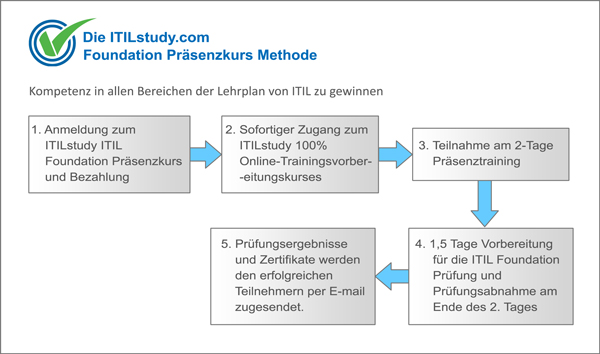 Die ITILstudy.com
Foundation Präsenzkurs Methode
Kompetenz in allen Bereichen der Lehrplan von ITIL zu gewinnen
1. Anmeldung zum
ITILstudy ITIL
Foundation Präsenzkurs
und Bezahlung
2. Sofortiger Zugang zum
ITILstudy 100%
Online-Trainingsvorber-
eitungskurses
3. Teilnahme am 2-Tage
Präsenztraining
4. 1,5 Tage Vorbereitung
für die ITIL Foundation
Prüfung und
Prüfungsabnahme am
Ende des 2. Tages
5. Prüfungsergebnisse
und Zertifikate werden
den erfolgreichen
Teilnehmern per E-mail
zugesendet.